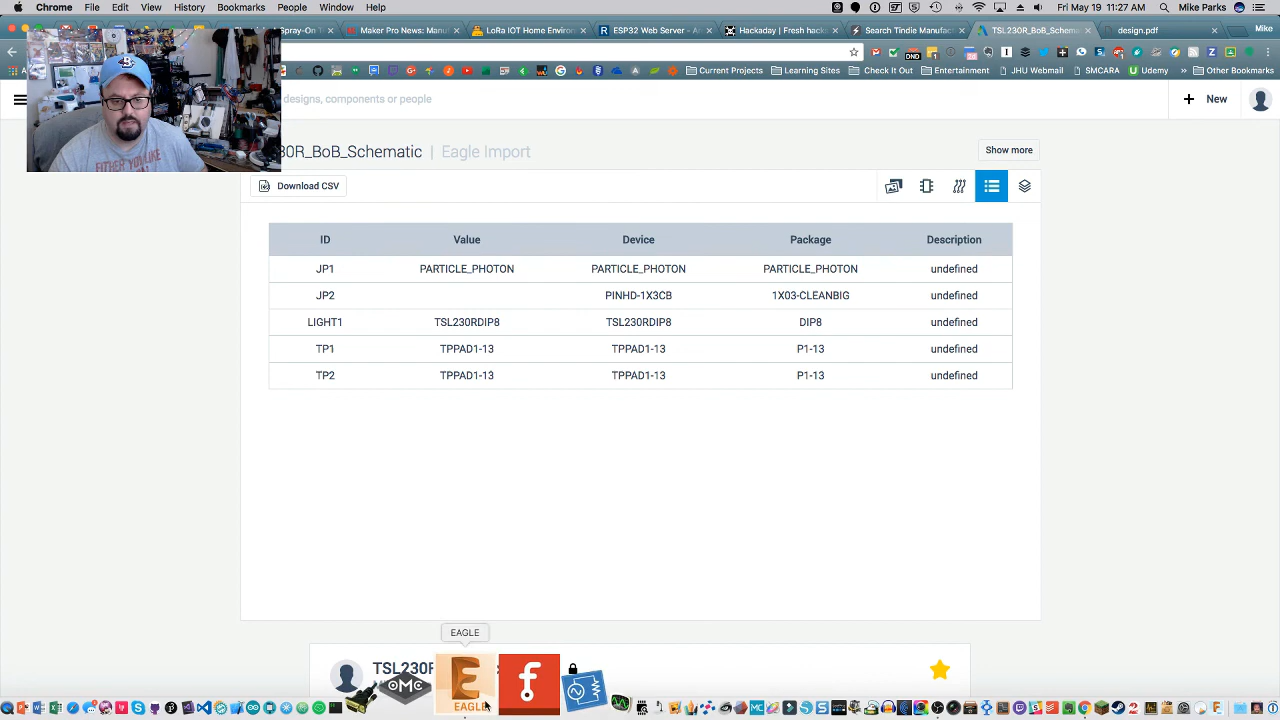 Chrome File Edit View History Bookmarks People Window Help
Fri May 19 11:27 AM Mike Parks
Spray-On T
Maker Pro News: Manu
LoRa IOT Home Environ
ESP32 Web Server - A
Hackaday | Fresh hack
Search Tindie Manufac
TSL230R_BoB_Schema
design.pdf
Mike
Current Projects
Learning Sites
Check It Out
Entertainment
JHU Webmail
SMCARA
Udemy
» Other Bookmarks
designs, components or people
+ New
30R_BoB_Schematic | Eagle Import
Show more
Download CSV
ID Value Device Package Description
JP1 PARTICLE_PHOTON PARTICLE_PHOTON PARTICLE_PHOTON undefined
JP2 PINHD-1X3CB 1X03-CLEANBIG undefined
LIGHT1 TSL230RDIP8 TSL230RDIP8 DIP8 undefined
TP1 TPPAD1-13 TPPAD1-13 P1-13 undefined
TP2 TPPAD1-13 TPPAD1-13 P1-13 undefined
EAGLE
TSL230R
OMC
EAGLE